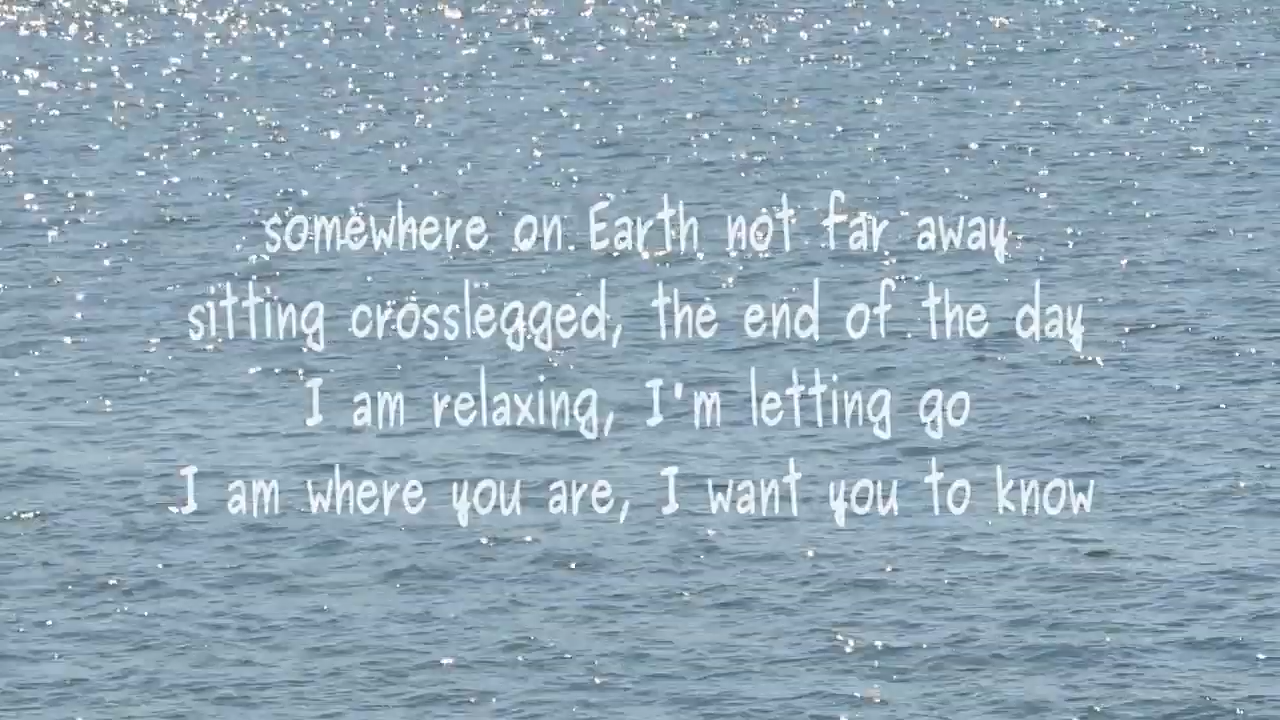 somewhere on Earth not far away
sitting crosslegged, the end of the day
I am relaxing, I'm letting go
I am where you are, I want you to know